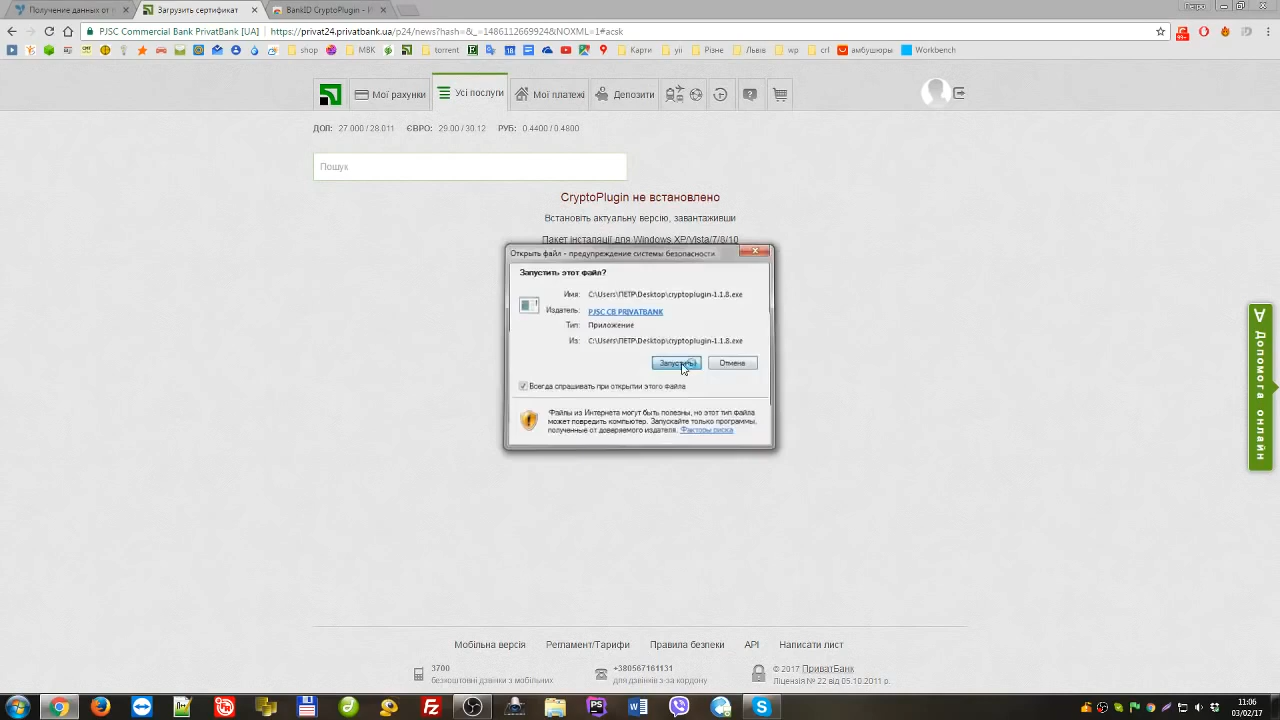 Получение данных от г
Загрузить сертификат
BankID CryptoPlugin – И
Петро
PJSC Commercial Bank PrivatBank [UA]
https://privat24.privatbank.ua/p24/news?hash=&_=1486112669924&NOXML=1#acsk
shop
МВК
torrent
Карти
yii
Різне
Львів
wp
crl
амбушюры
Workbench
Мої рахунки
Усі послуги
Мої платежі
Депозити
ДОЛ: 27.000 / 28.011 ЄВРО: 29.00 / 30.12 РУБ: 0.4400 / 0.4800
Пошук
CryptoPlugin не встановлено
Встановіть актуальну версію, завантаживши
Пакет інсталяції для Windows XP/Vista/7/8/10
Открыть файл - предупреждение системы безопасности
Запустить этот файл?
Имя: C:\Users\ПЕТР\Desktop\cryptoplugin-1.1.8.exe
Издатель: PJSC CB PRIVATBANK
Тип: Приложение
Из: C:\Users\ПЕТР\Desktop\cryptoplugin-1.1.8.exe
Запустить
Отмена
Всегда спрашивать при открытии этого файла
Файлы из Интернета могут быть полезны, но этот тип файла
может повредить компьютер. Запускайте только программы,
полученные от доверяемого издателя. Факторы риска
Допомога онлайн
Мобільна версія
Регламент/Тарифи
Правила безпеки
API
Написати лист
3700
безкоштовні дзвінки з мобільних
+380567161131
для дзвінків з-за кордону
© 2017 ПриватБанк
Ліцензія № 22 від 05.10.2011 р.
11:06
03/02/17